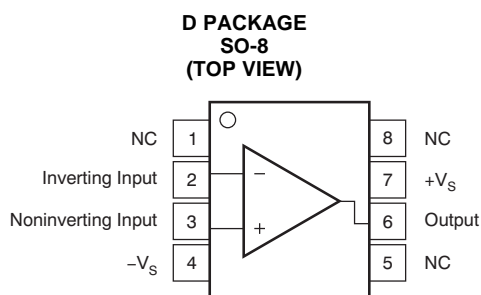 D PACKAGE
SO-8
(TOP VIEW)
NC 1 8 NC
Inverting Input 2 − 7 +VS
Noninverting Input 3 + 6 Output
−VS 4 5 NC